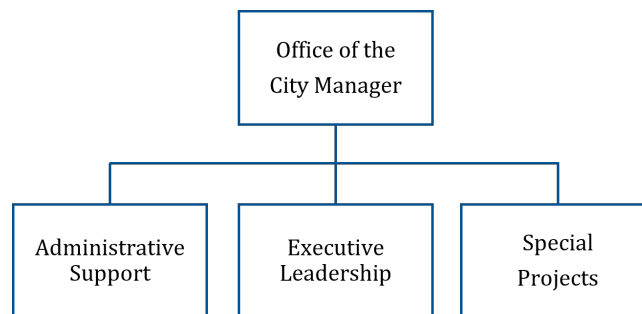 Office of the
City Manager
Administrative
Support
Executive
Leadership
Special
Projects